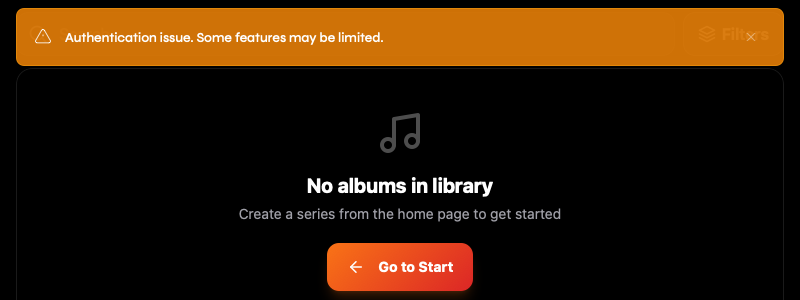 Authentication issue. Some features may be limited.
Filters
No albums in library
Create a series from the home page to get started
Go to Start